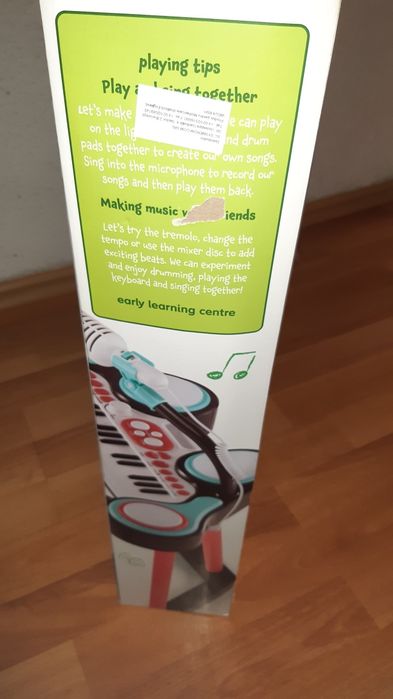 playing tips
Play and sing together
Let's make can play
on the and drum
pads together to create our own songs.
Sing into the microphone to record our
songs and then play them back.
Making music iends
Let's try the tremolo, change the
tempo or use the mixer disc to add
exciting beats. We can experiment
and enjoy drumming, playing the
keyboard and singing together!
early learning centre